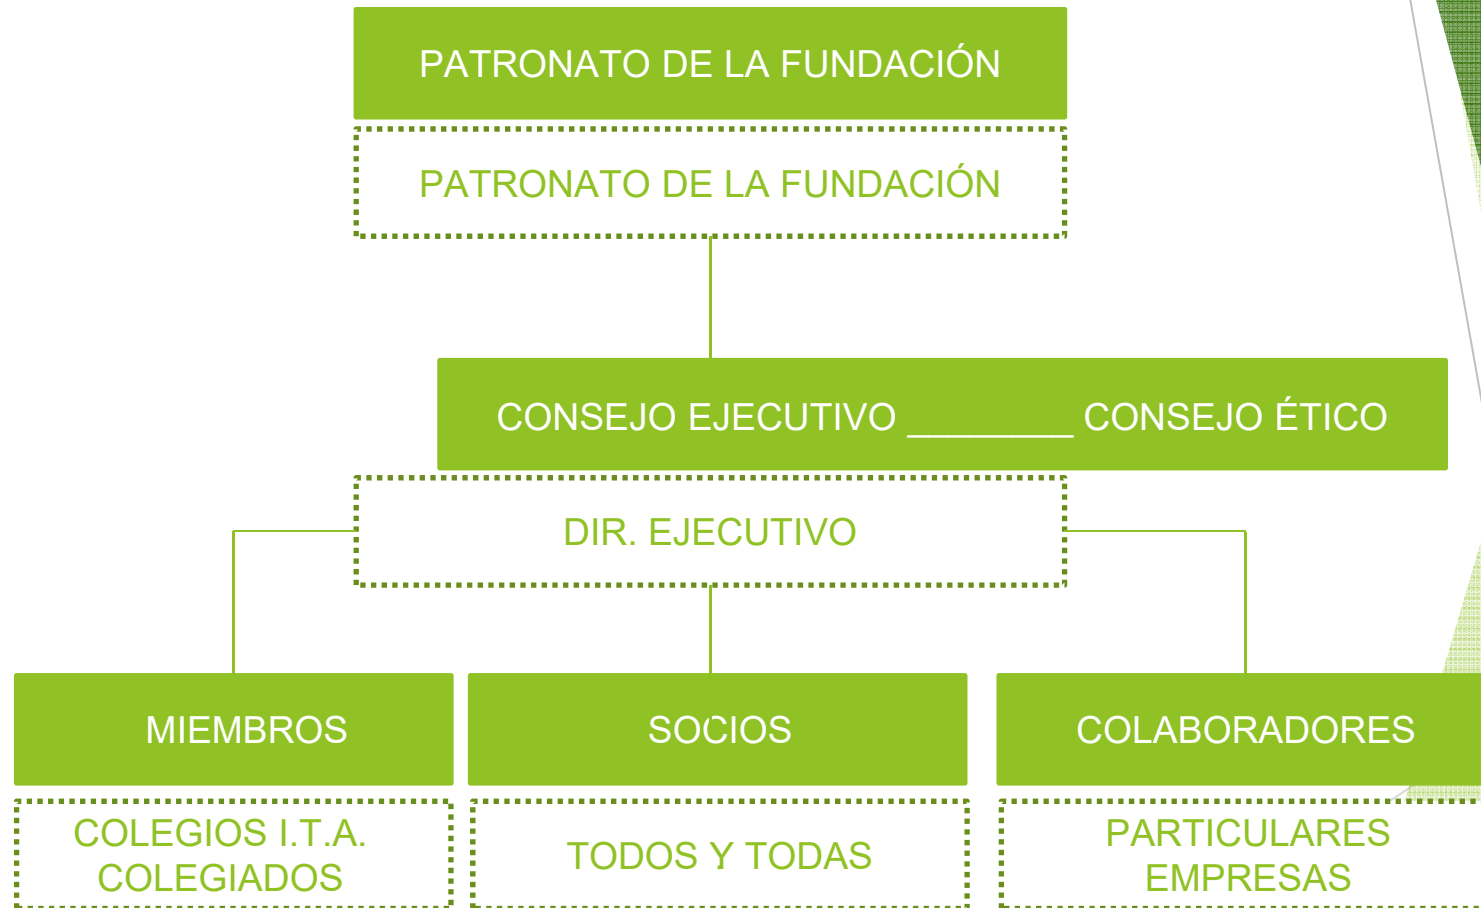 PATRONATO DE LA FUNDACIÓN
PATRONATO DE LA FUNDACIÓN
CONSEJO EJECUTIVO ________ CONSEJO ÉTICO
DIR. EJECUTIVO
MIEMBROS
SOCIOS
COLABORADORES
COLEGIOS I.T.A.
COLEGIADOS
TODOS Y TODAS
PARTICULARES
EMPRESAS